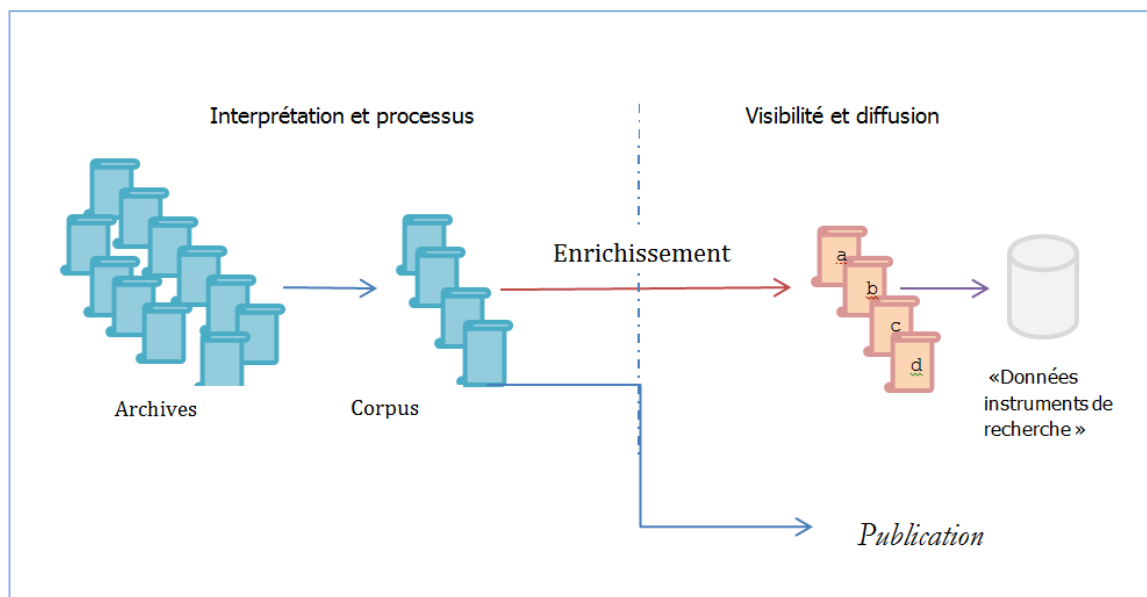 Interprétation et processus
Visibilité et diffusion
Enrichissement
a
b
c
d
Archives
Corpus
«Données
instruments de
recherche »
Publication